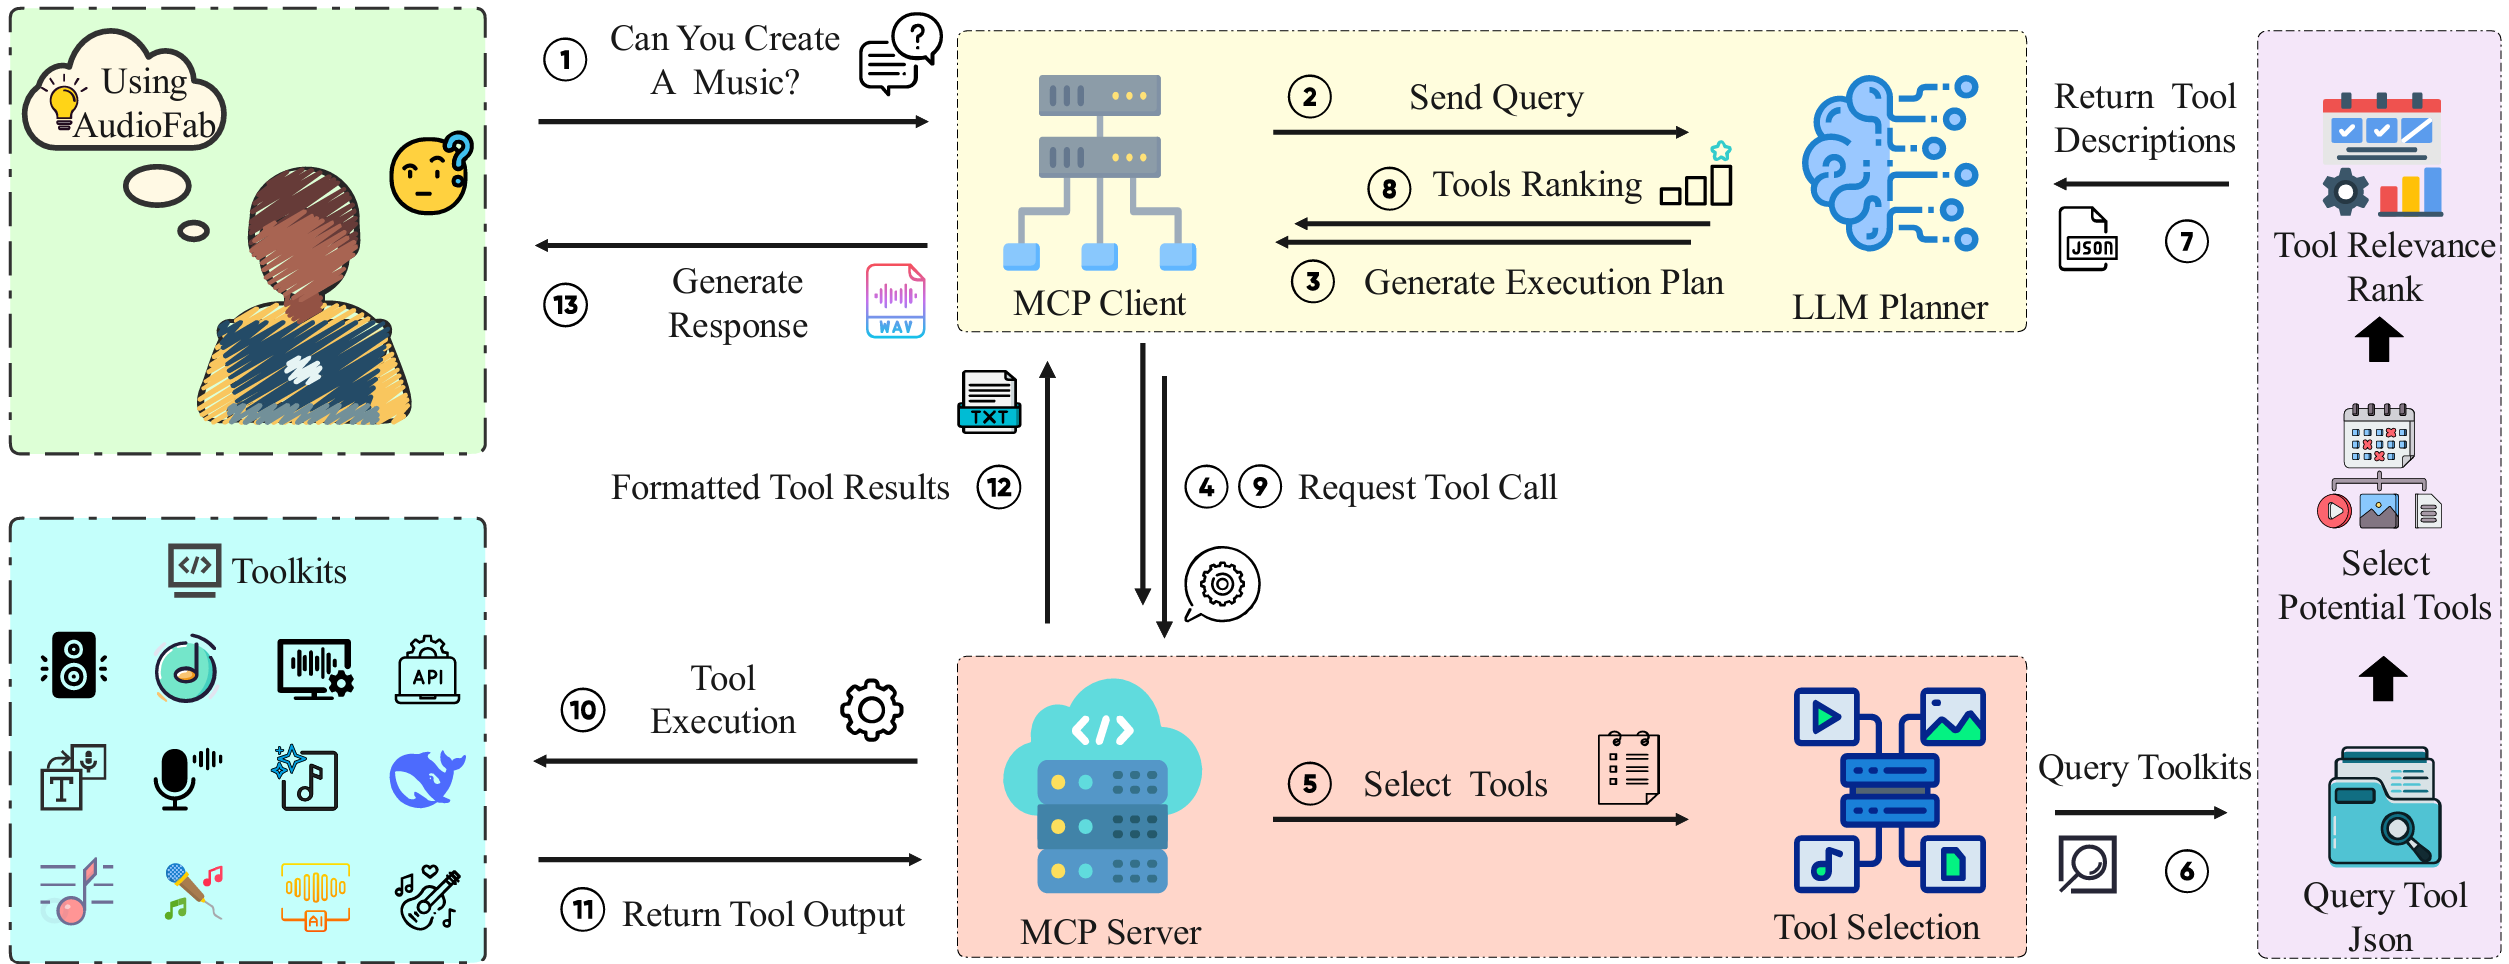 Using
AudioFab
1
Can You Create
A Music?
?
2
Send Query
8
Tools Ranking
3
Generate Execution Plan
MCP Client
LLM Planner
13
Generate
Response
WAV
Return Tool
Descriptions
JSON
7
Tool Relevance
Rank
Select
Potential Tools
Query Tool
Json
TXT
Formatted Tool Results
12
4
9
Request Tool Call
</> Toolkits
API
T
AI
10
Tool
Execution
11
Return Tool Output
</>
MCP Server
5
Select Tools
Tool Selection
Query Toolkits
6